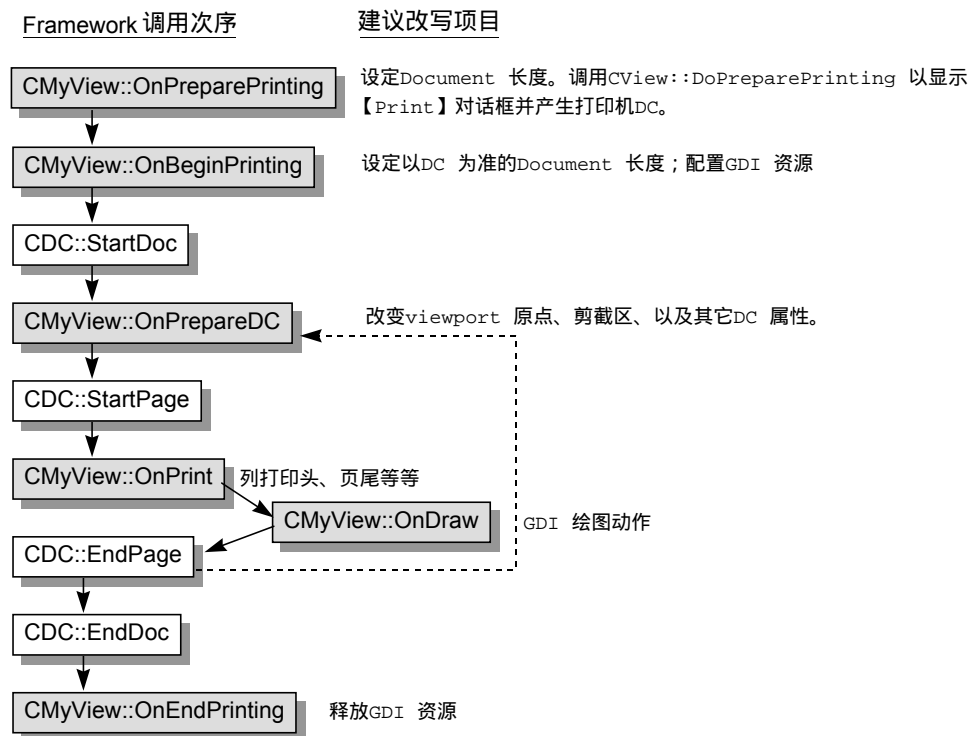 Framework 调用次序 建议改写项目
CMyView::OnPreparePrinting 设定Document 长度。调用CView::DoPreparePrinting 以显示
【Print】对话框并产生打印机DC。
CMyView::OnBeginPrinting 设定以DC 为准的Document 长度；配置GDI 资源
CDC::StartDoc
CMyView::OnPrepareDC 改变viewport 原点、剪截区、以及其它DC 属性。
CDC::StartPage
CMyView::OnPrint 列打印头、页尾等等
CMyView::OnDraw GDI 绘图动作
CDC::EndPage
CDC::EndDoc
CMyView::OnEndPrinting 释放GDI 资源